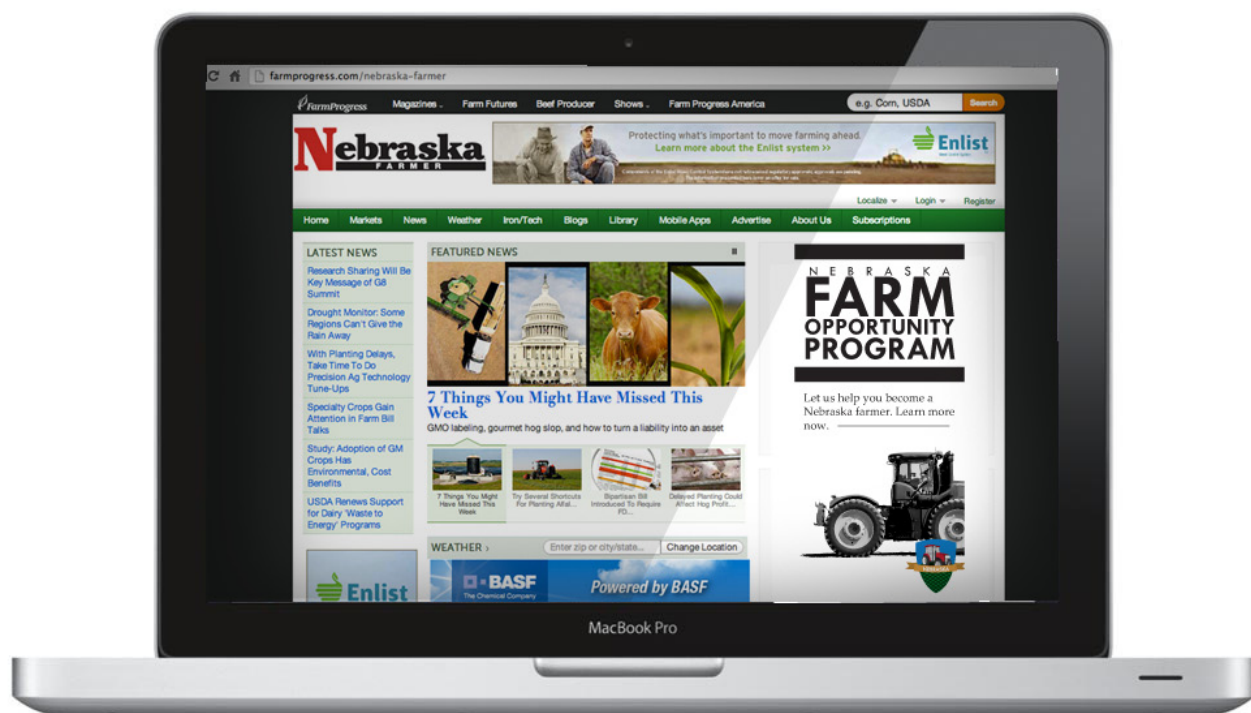 farmprogress.com/nebraska-farmer
FarmProgress Magazines Farm Futures Beef Producer Shows Farm Progress America e.g. Corn, USDA Search
Nebraska
FARMER
Protecting what's important to move farming ahead.
Learn more about the Enlist system >>
Enlist
Localize Login Register
Home Markets News Weather Iron/Tech Blogs Library Mobile Apps Advertise About Us Subscriptions
LATEST NEWS
Research Sharing Will Be
Key Message of G8
Summit
Drought Monitor: Some
Regions Can't Give the
Rain Away
With Planting Delays,
Take Time To Do
Precision Ag Technology
Tune-Ups
Specialty Crops Gain
Attention in Farm Bill
Talks
Study: Adoption of GM
Crops Has
Environmental, Cost
Benefits
USDA Renews Support
for Dairy 'Waste to
Energy' Programs
Enlist
FEATURED NEWS
7 Things You Might Have Missed This
Week
GMO labeling, gourmet hog slop, and how to turn a liability into an asset
7 Things You Might
Have Missed This
Week
Try Several Shortcuts
For Planting Alfal...
Bipartisan Bill
Introduced To Require
FD...
Delayed Planting Could
Affect Hog Profit...
WEATHER > Enter zip or city/state... Change Location
BASF
The Chemical Company
Powered by BASF
NEBRASKA
FARM
OPPORTUNITY
PROGRAM
Let us help you become a
Nebraska farmer. Learn more
now.
NEBRASKA
MacBook Pro